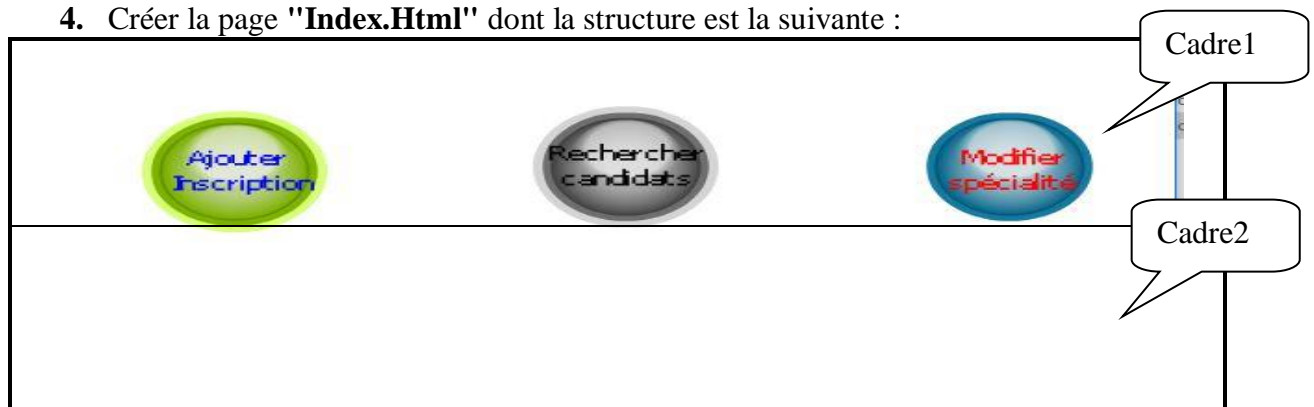 4. Créer la page "Index.Html" dont la structure est la suivante :
Cadre1
Ajouter
Inscription
Rechercher
candidats
Modifier
spécialité
Cadre2